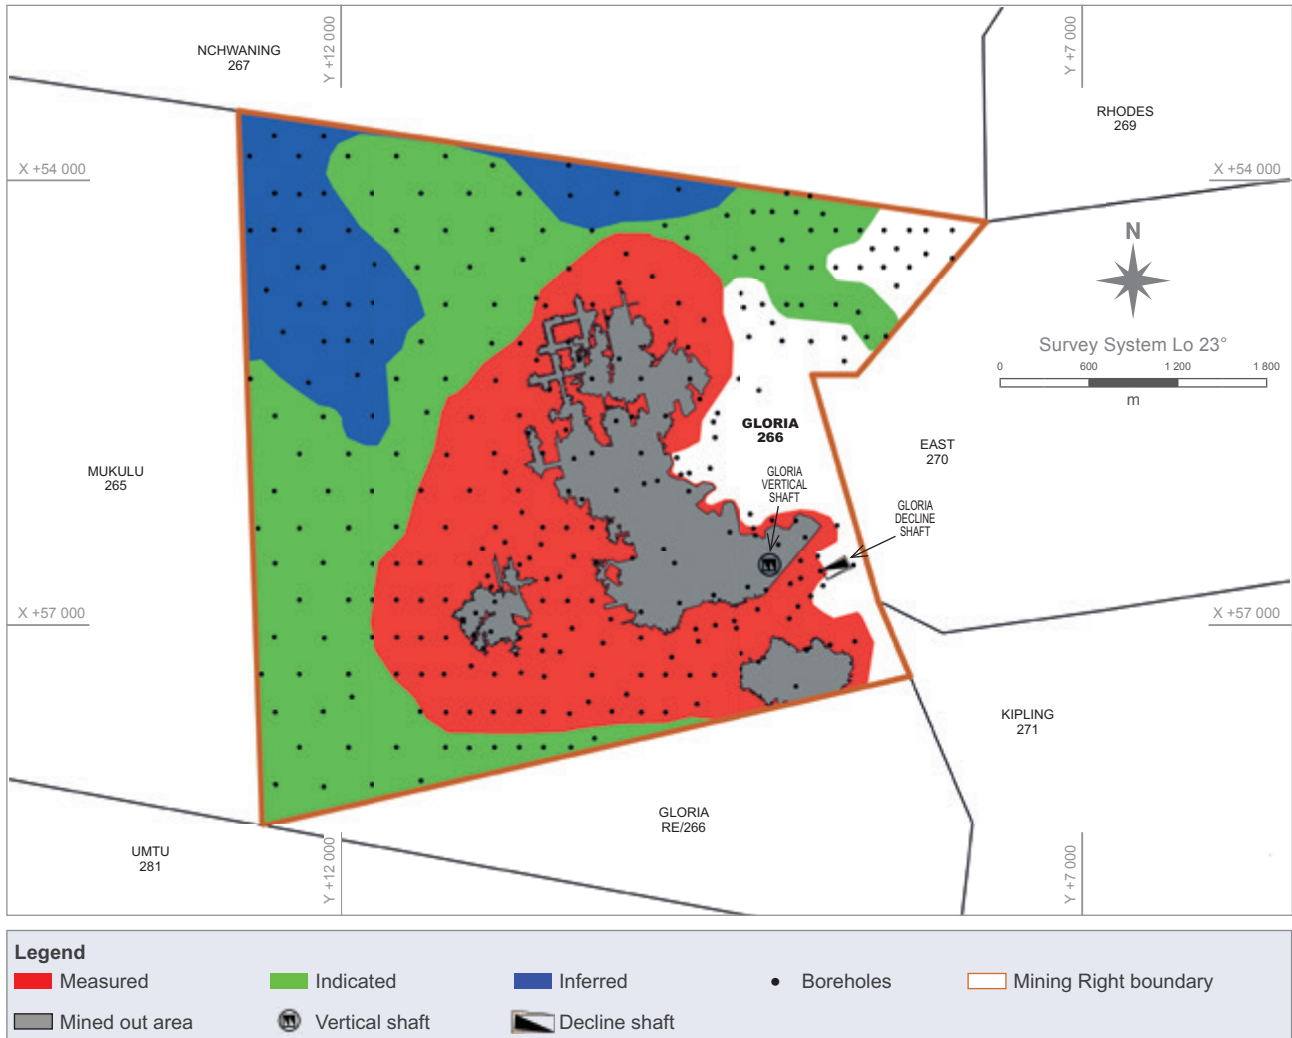 Y +12 000
Y +7 000
NCHWANING
267
RHODES
269
X +54 000
X +54 000
N
Survey System Lo 23°
0 600 1 200 1 800
m
GLORIA
266
EAST
270
MUKULU
265
GLORIA
VERTICAL
SHAFT
GLORIA
DECLINE
SHAFT
X +57 000
X +57 000
KIPLING
271
GLORIA
RE/266
UMTU
281
Y +12 000
Y +7 000
Legend
Measured Indicated Inferred Boreholes Mining Right boundary
Mined out area Vertical shaft Decline shaft